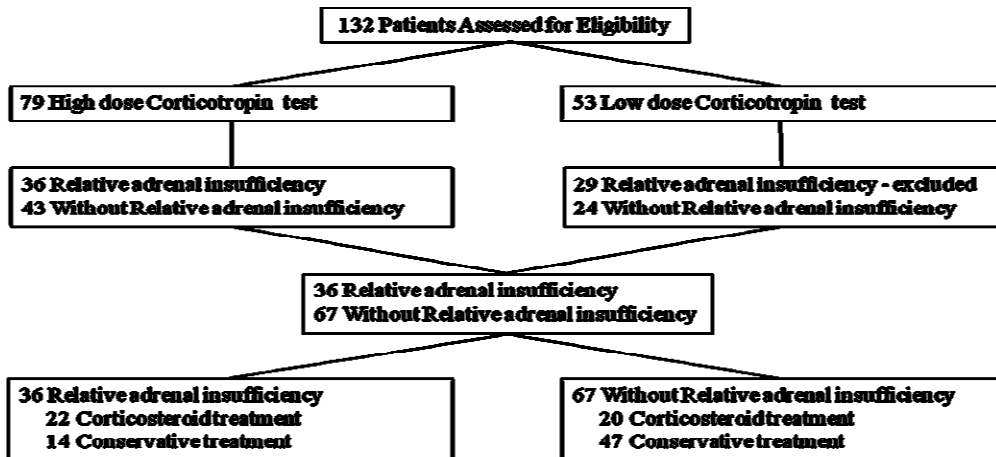 132 Patients Assessed for Eligibility
79 High dose Corticotropin test
53 Low dose Corticotropin test
36 Relative adrenal insufficiency
43 Without Relative adrenal insufficiency
29 Relative adrenal insufficiency - excluded
24 Without Relative adrenal insufficiency
36 Relative adrenal insufficiency
67 Without Relative adrenal insufficiency
36 Relative adrenal insufficiency
22 Corticosteroid treatment
14 Conservative treatment
67 Without Relative adrenal insufficiency
20 Corticosteroid treatment
47 Conservative treatment